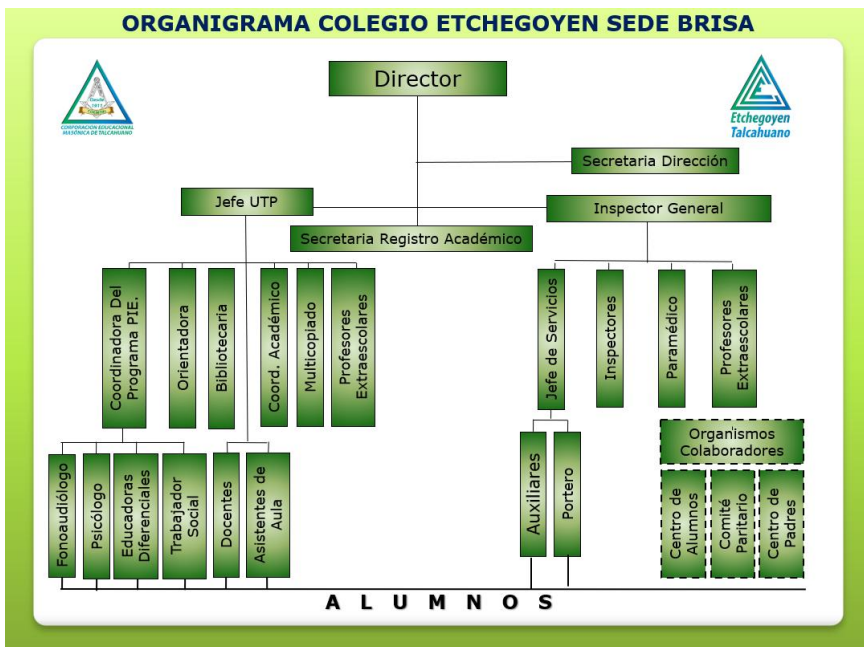 ORGANIGRAMA COLEGIO ETCHEGOYEN SEDE BRISA
CORPORACION EDUCACIONAL
MASÓNICA DE TALCAHUANO
Director
Etchegoyen
Talcahuano
Secretaria Dirección
Jefe UTP
Inspector General
Secretaria Registro Académico
Coordinadora Del
Programa PIE.
Orientadora
Bibliotecaria
Coord. Académico
Multicopiado
Profesores
Extraescolares
Jefe de Servicios
Inspectores
Paramédico
Profesores
Extraescolares
Organismos
Colaboradores
Fonoaudiólogo
Psicólogo
Educadoras
Diferenciales
Trabajador
Social
Docentes
Asistentes de
Aula
Auxiliares
Portero
Centro de
Alumnos
Comité
Paritario
Centro de
Padres
A L U M N O S